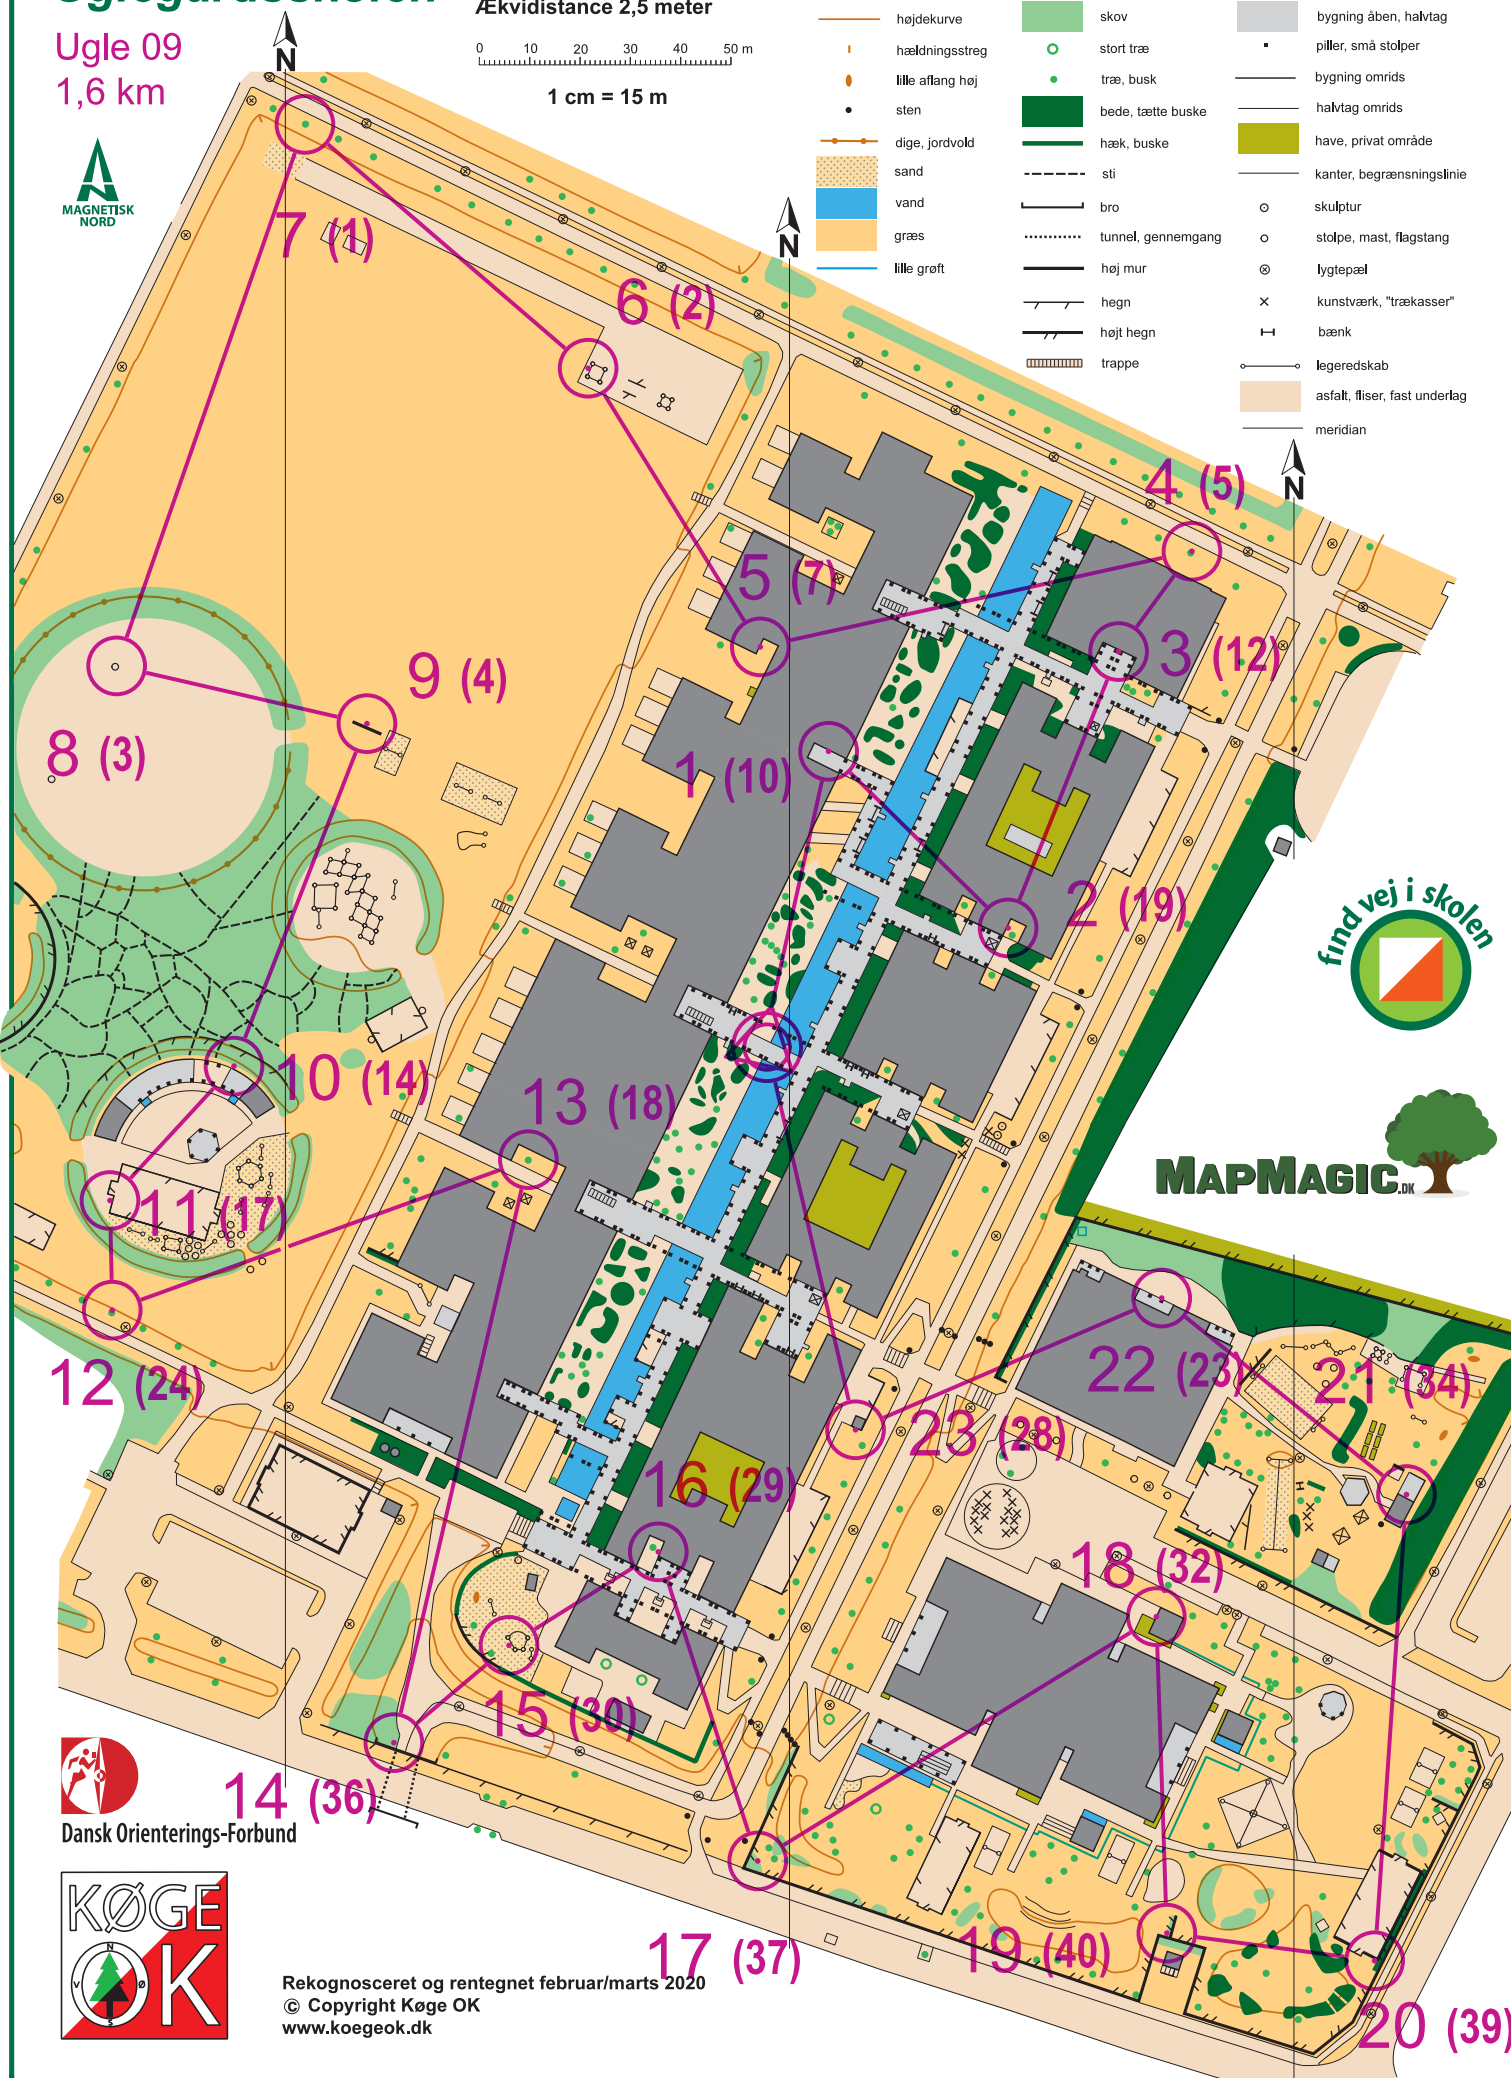 Ugle 09
1,6 km
Ækvidistance 2,5 meter
0 10 20 30 40 50 m
1 cm = 15 m
N
MAGNETISK
NORD
højdekurve
hældningsstreg
lille aflang høj
sten
dige, jordvold
sand
vand
græs
lille grøft
skov
stort træ
træ, busk
bede, tætte buske
hæk, buske
sti
bro
tunnel, gennemgang
høj mur
hegn
højt hegn
trappe
bygning åben, halvtag
piller, små stolper
bygning omrids
halvtag omrids
have, privat område
kanter, begrænsningslinie
skulptur
stolpe, mast, flagstang
lygtepæl
kunstværk, "trækasser"
bænk
legeredskab
asfalt, fliser, fast underlag
meridian
N
N
7 (1)
6 (2)
4 (5)
5 (7)
3 (12)
9 (4)
8 (3)
1 (10)
2 (19)
find vej i skolen
10 (14)
13 (18)
11 (17)
MAPMAGIC.DK
12 (24)
22 (23)
21 (34)
23 (28)
16 (29)
18 (32)
15 (30)
14 (36)
Dansk Orienterings-Forbund
KØGE
OK
N
V
Ø
S
17 (37)
19 (40)
20 (39)
Rekognosceret og rentegnet februar/marts 2020
© Copyright Køge OK
www.koegeok.dk